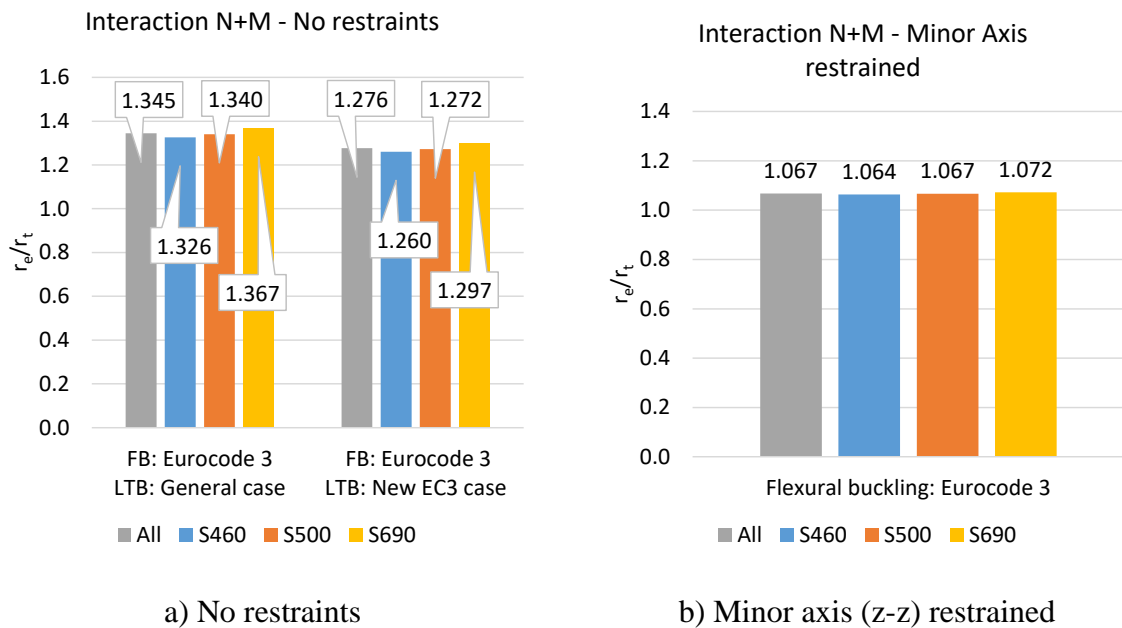 Interaction N+M - No restraints
1.6
1.4
1.2
1.0
0.8
0.6
0.4
0.2
0.0
re/rt
1.345
1.326
1.340
1.367
1.276
1.260
1.272
1.297
FB: Eurocode 3
LTB: General case
FB: Eurocode 3
LTB: New EC3 case
All S460 S500 S690
a) No restraints
Interaction N+M - Minor Axis
restrained
1.4
1.2
1.0
0.8
0.6
0.4
0.2
0.0
re/rt
1.067 1.064 1.067 1.072
Flexural buckling: Eurocode 3
All S460 S500 S690
b) Minor axis (z-z) restrained